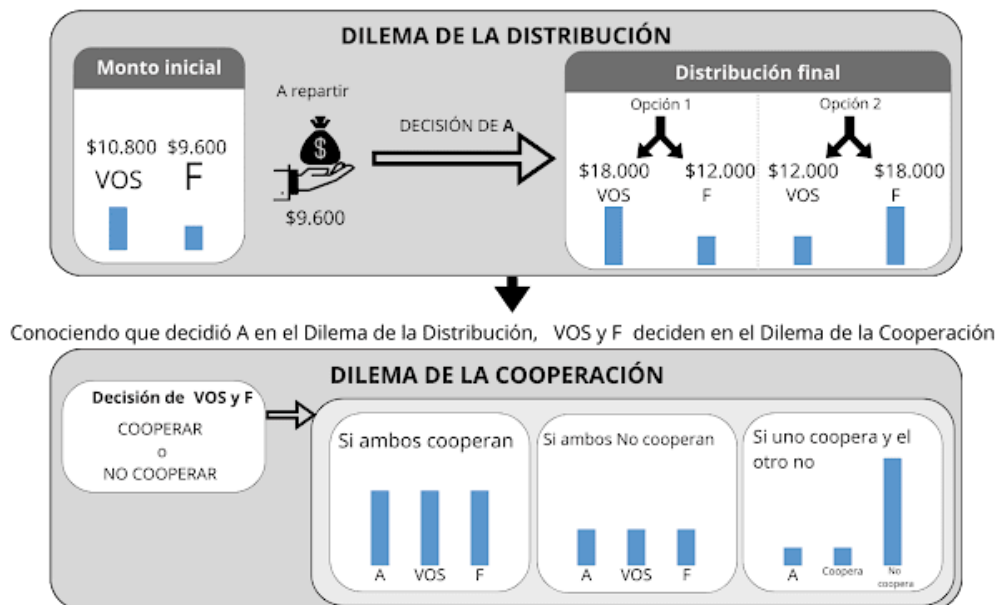 DILEMA DE LA DISTRIBUCIÓN
Monto inicial
$10.800 $9.600
VOS F
A repartir
$
$9.600
DECISIÓN DE A
Distribución final
Opción 1
$18.000 $12.000
VOS F
Opción 2
$12.000 $18.000
VOS F
Conociendo que decidió A en el Dilema de la Distribución, VOS y F deciden en el Dilema de la Cooperación
DILEMA DE LA COOPERACIÓN
Decisión de VOS y F
COOPERAR
o
NO COOPERAR
Si ambos cooperan
A VOS F
Si ambos No cooperan
A VOS F
Si uno coopera y el
otro no
A Coopera No
coopera